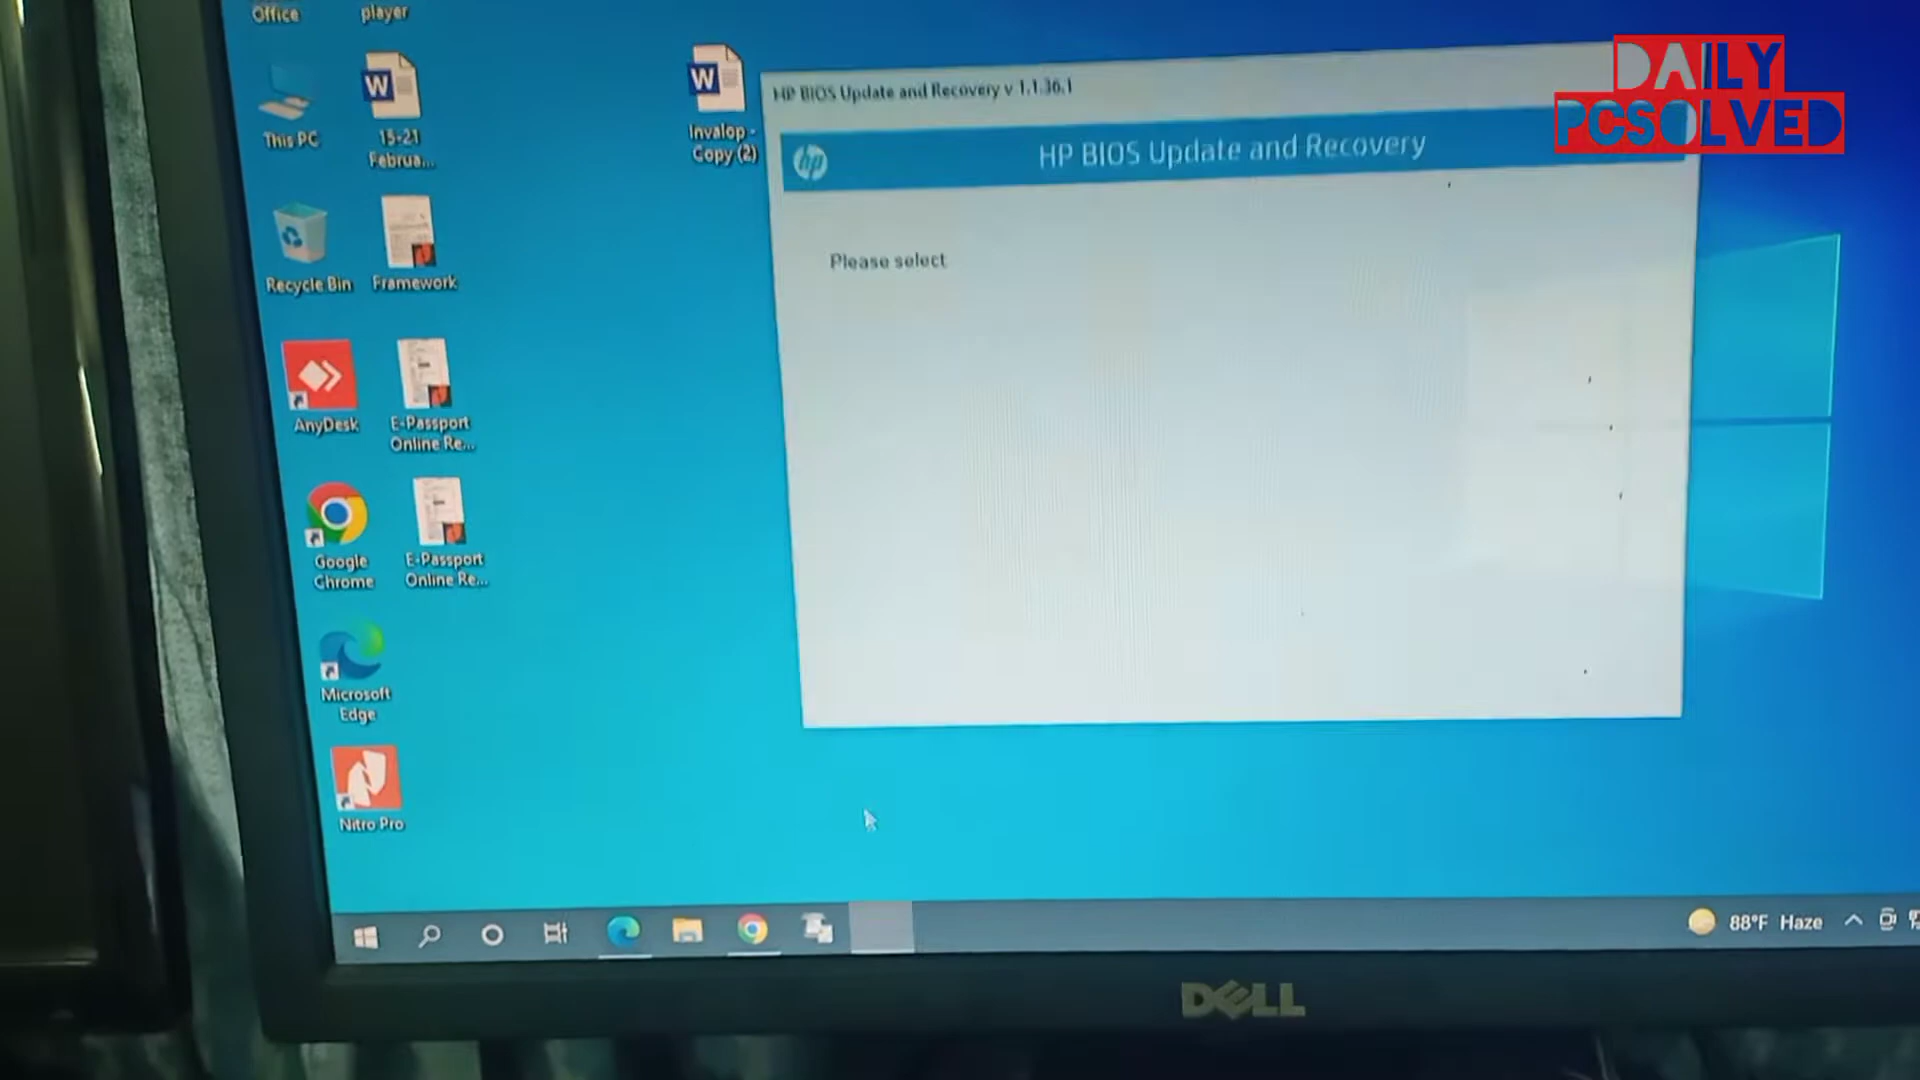 Office
player
This PC
15-21
Februa...
Recycle Bin
Framework
AnyDesk
E-Passport
Online Re...
Google
Chrome
E-Passport
Online Re...
Microsoft
Edge
Nitro Pro
W
W
Invalop -
Copy (2)
HP BIOS Update and Recovery v 1.1.36.1
hp
HP BIOS Update and Recovery
Please select
DAILY
PCSOLVED
88°F Haze
DELL